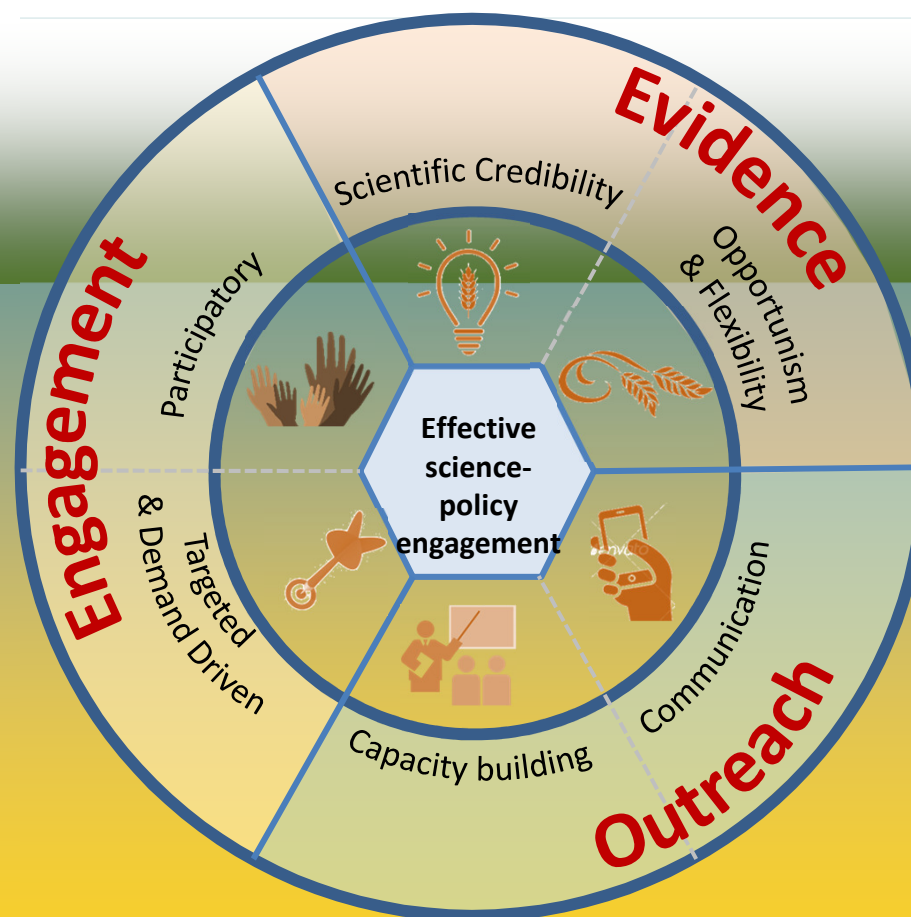 Evidence
Scientific Credibility
Opportunism
& Flexibility
Engagement
Participatory
Targeted
& Demand Driven
Effective
science-
policy
engagement
Communication
Capacity building
Outreach